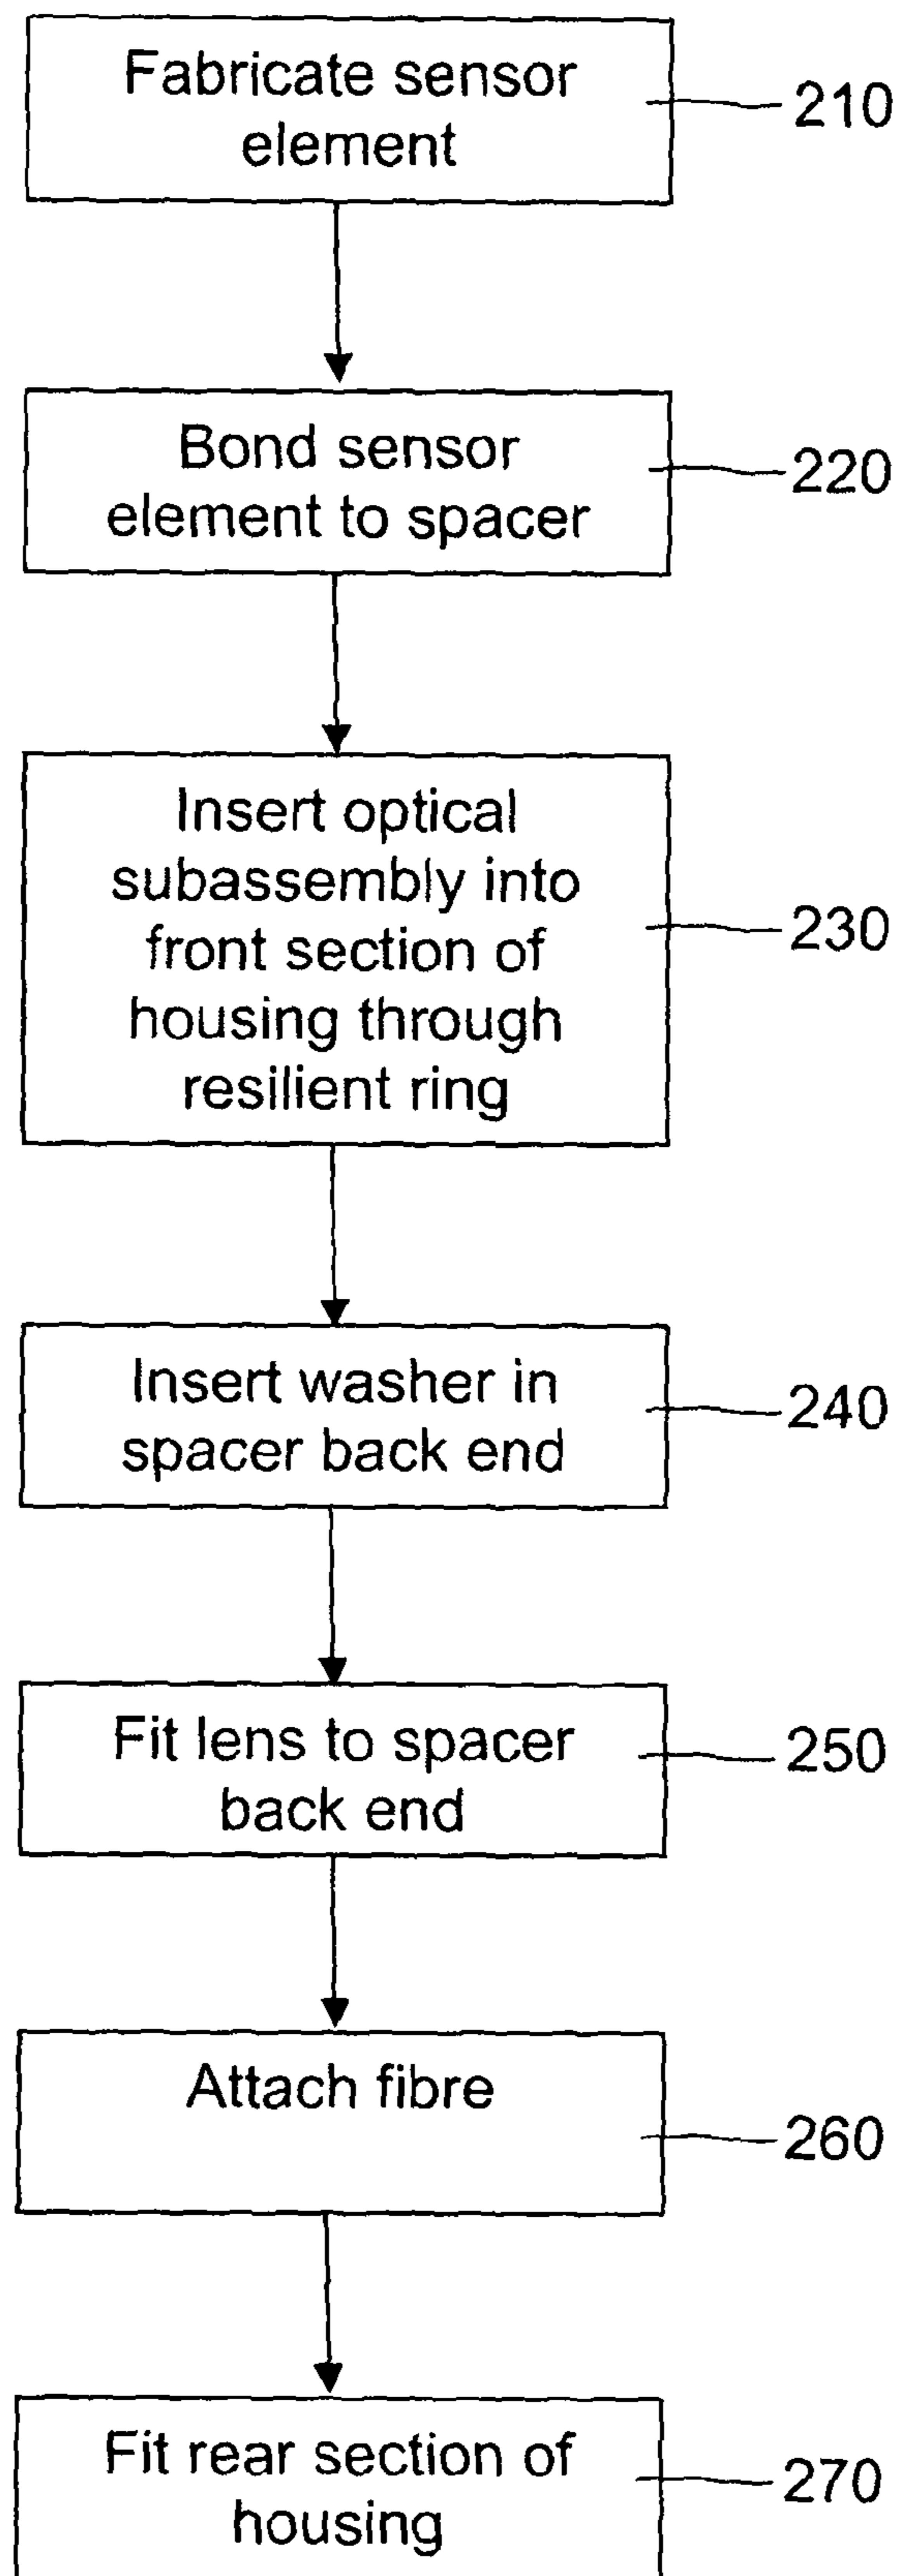 Fabricate sensor
element
210
Bond sensor
element to spacer
220
Insert optical
subassembly into
front section of
housing through
resilient ring
230
Insert washer in
spacer back end
240
Fit lens to spacer
back end
250
Attach fibre
260
Fit rear section of
housing
270